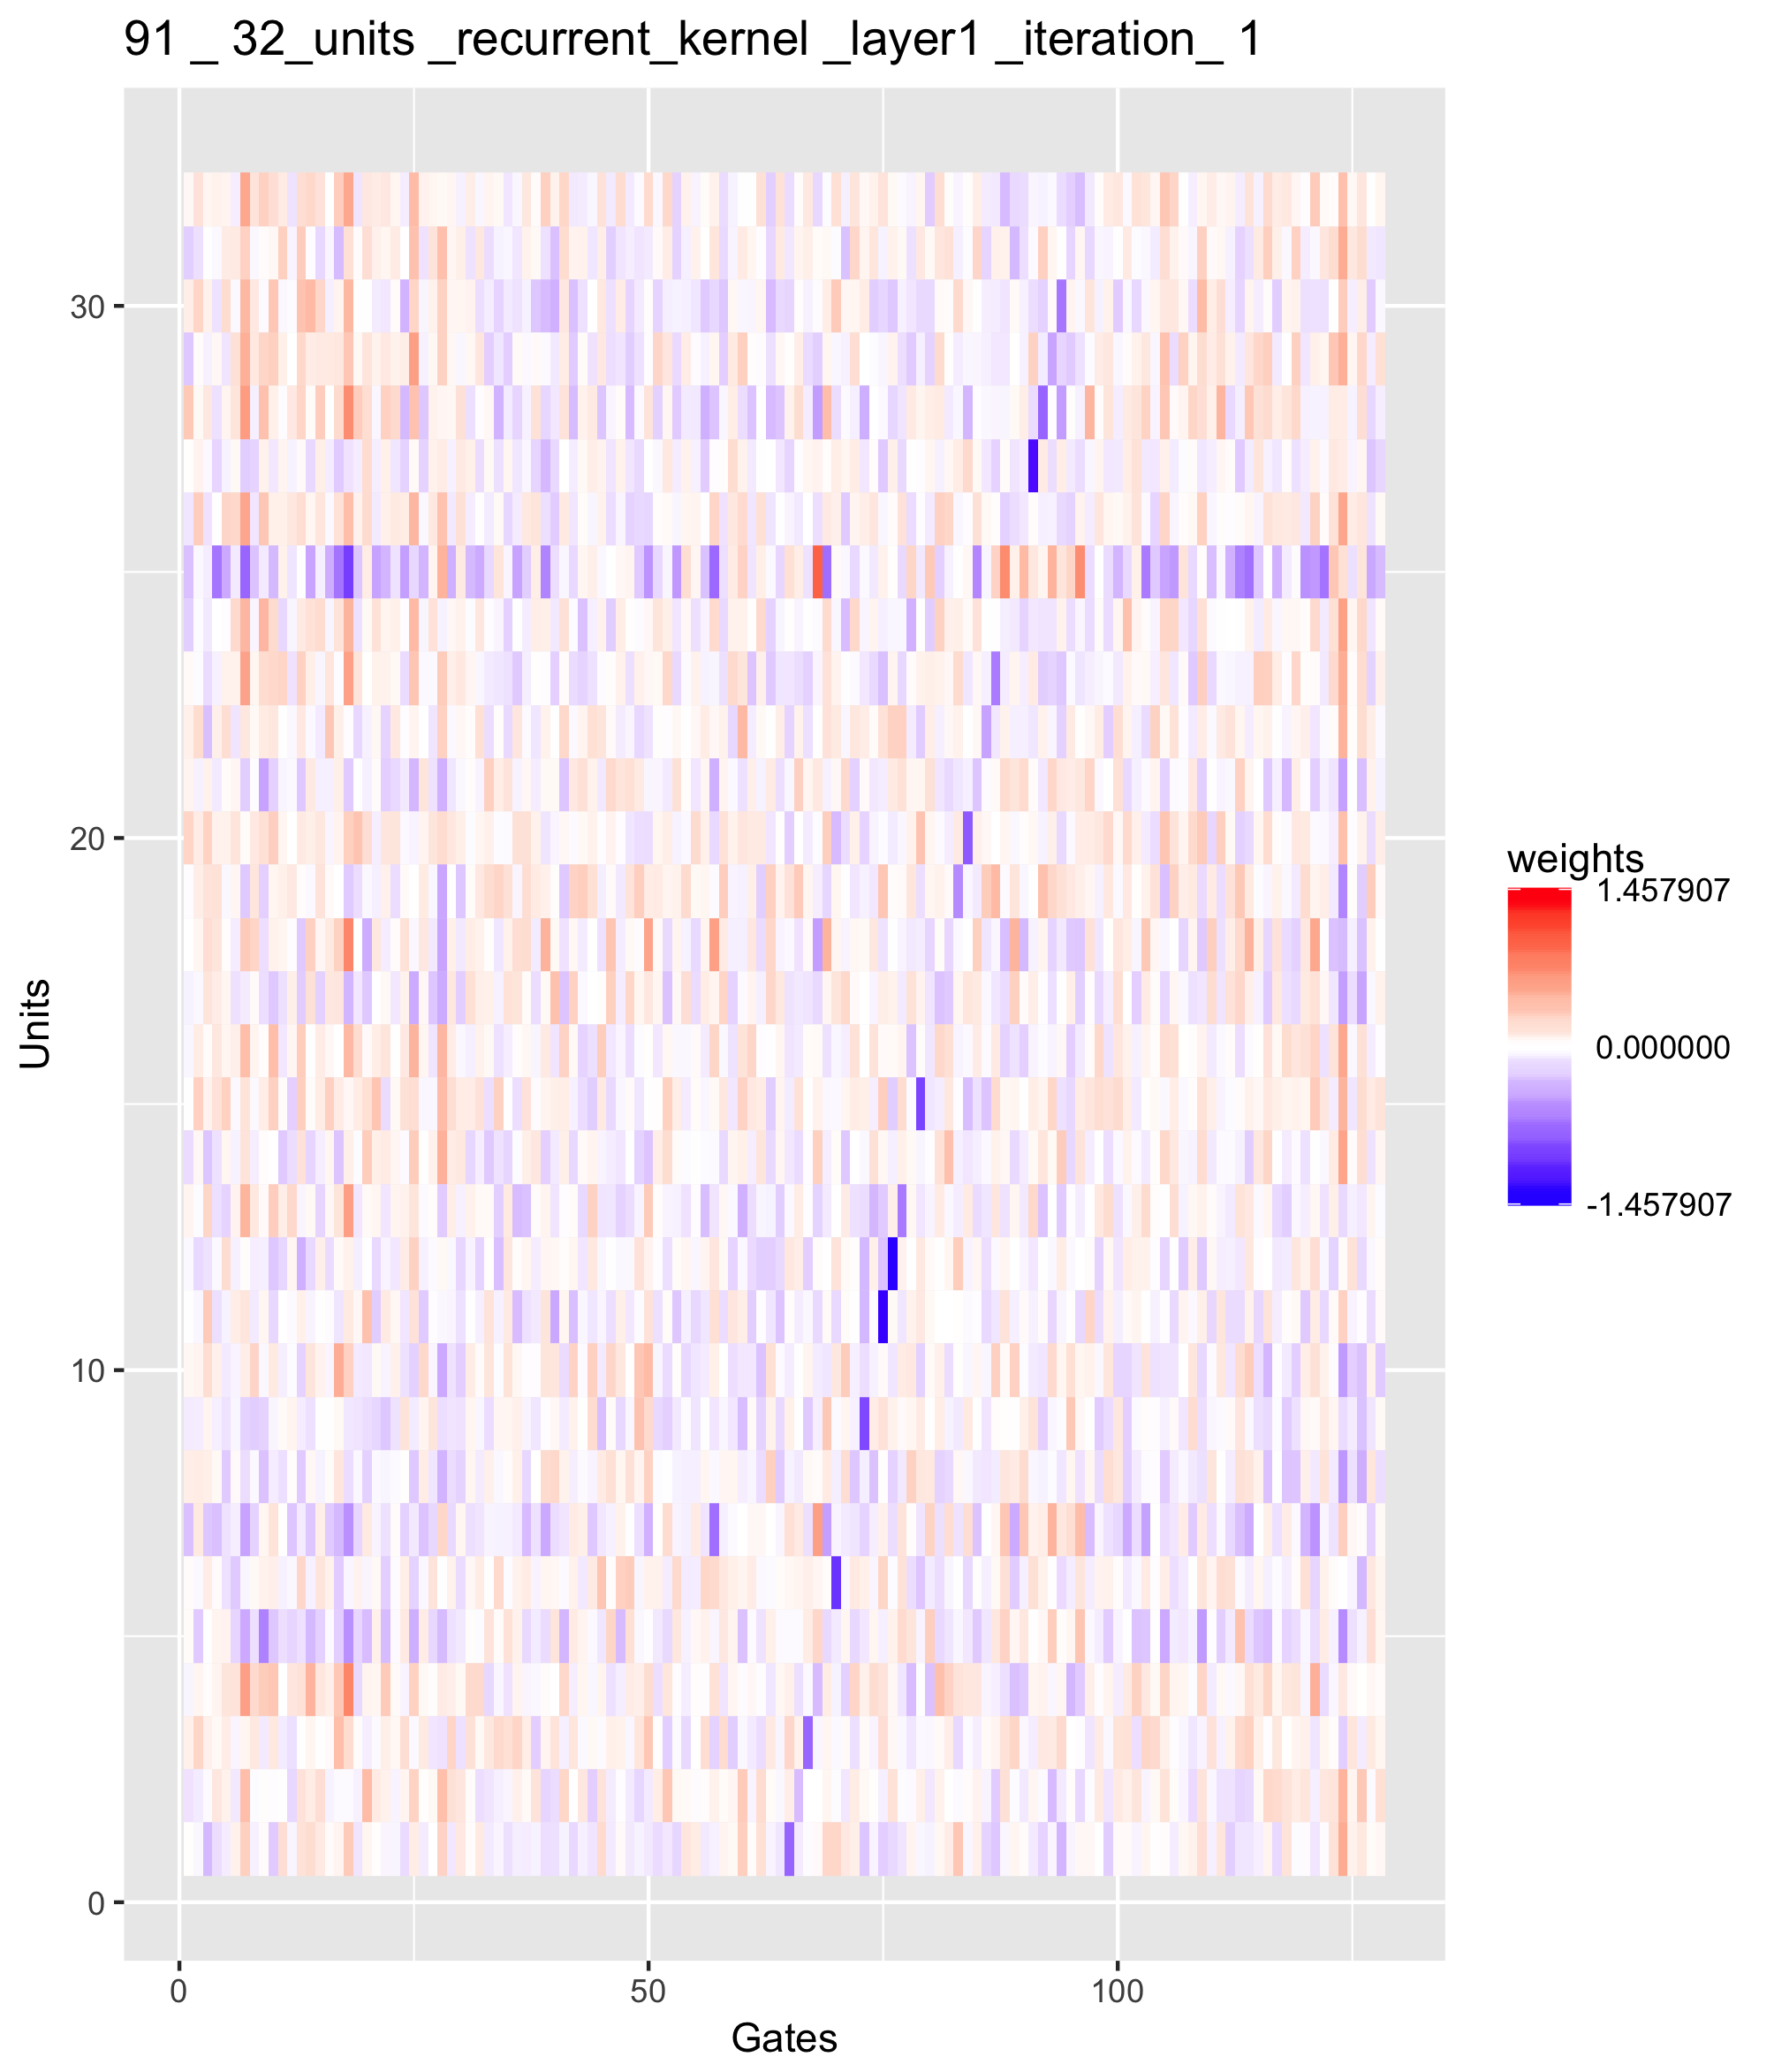 91 _ 32_units _recurrent_kernel _layer1 _iteration_ 1
30
20
10
0
Units
0 50 100
Gates
weights
1.457907
0.000000
-1.457907